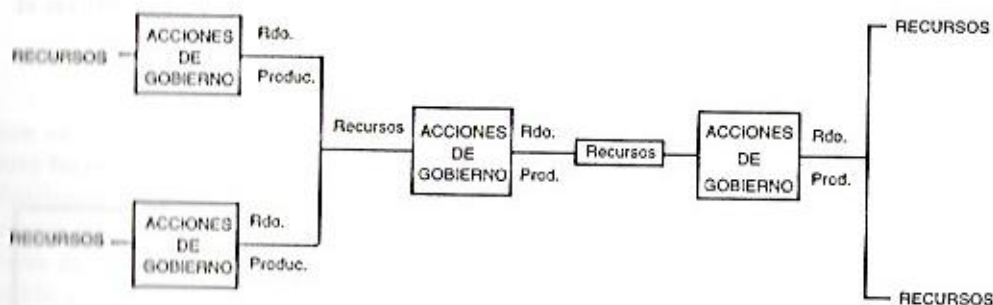 RECURSOS
ACCIONES
DE
GOBIERNO
Rdo.
Produc.
RECURSOS
ACCIONES
DE
GOBIERNO
Rdo.
Produc.
Recursos
ACCIONES
DE
GOBIERNO
Rdo.
Prod.
Recursos
ACCIONES
DE
GOBIERNO
Rdo.
Prod.
RECURSOS
RECURSOS